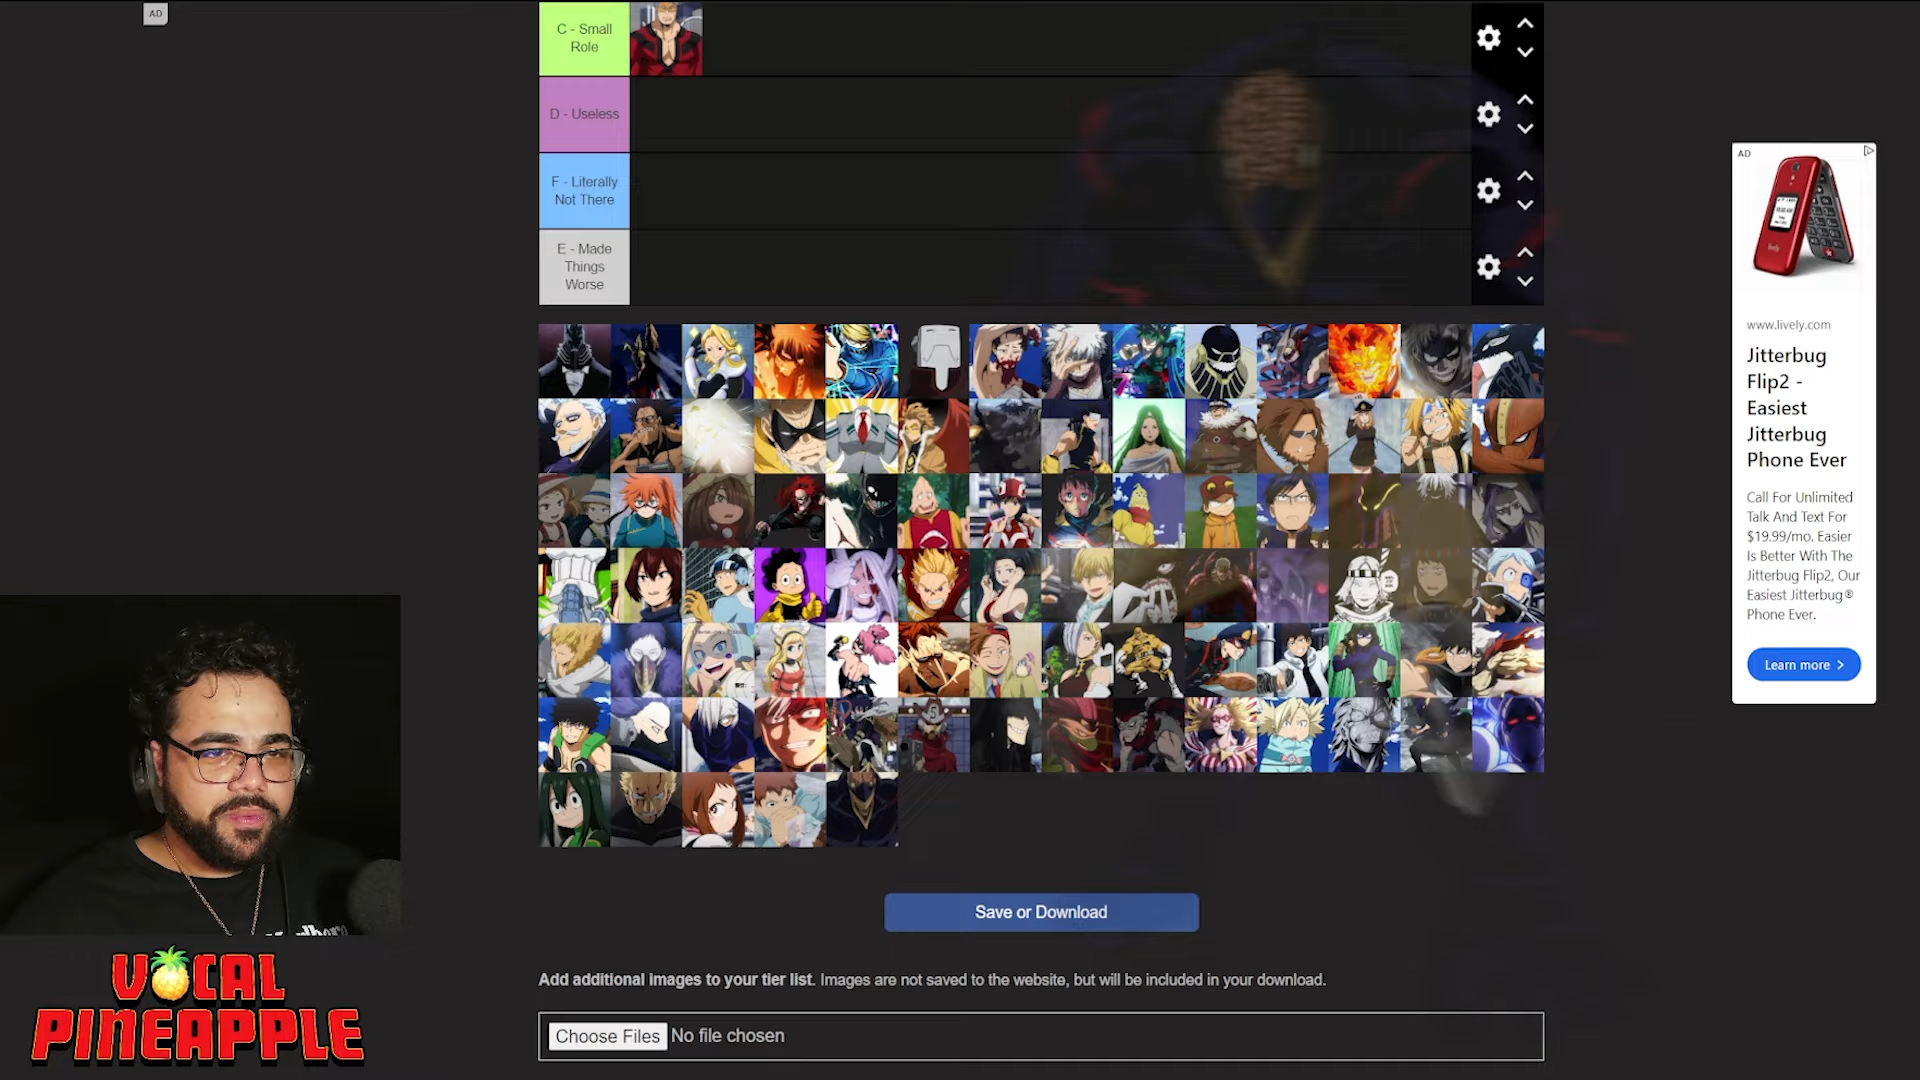 AD
C - Small
Role
D - Useless
F - Literally
Not There
E - Made
Things
Worse
AD
www.lively.com
Jitterbug
Flip2 -
Easiest
Jitterbug
Phone Ever
Call For Unlimited
Talk And Text For
$19.99/mo. Easier
Is Better With The
Jitterbug Flip2, Our
Easiest Jitterbug®
Phone Ever.
Learn more
Save or Download
Add additional images to your tier list. Images are not saved to the website, but will be included in your download.
Choose Files No file chosen
VOCAL
PINEAPPLE